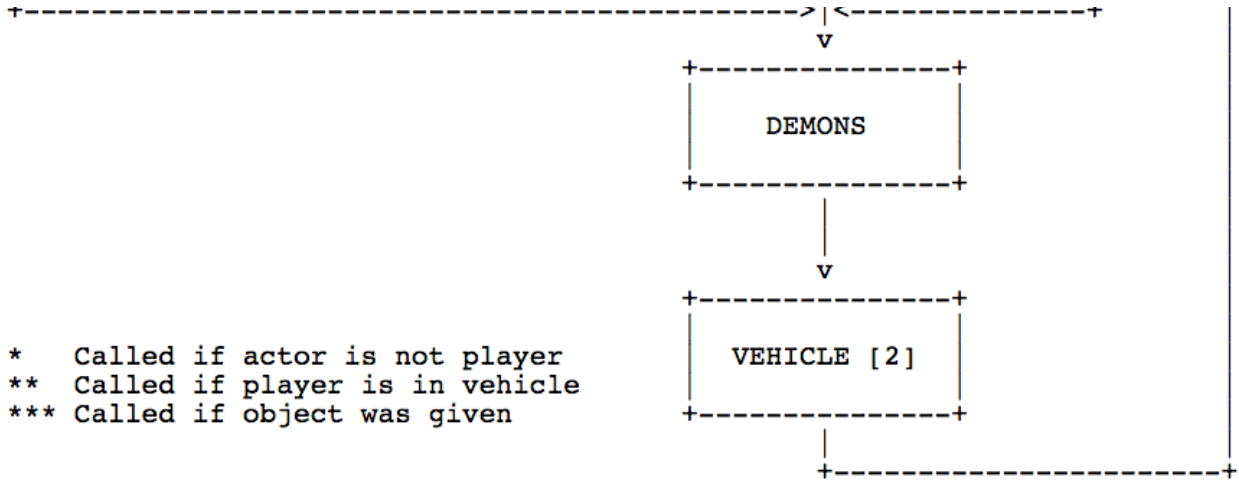 DEMONS
VEHICLE [2]
* Called if actor is not player
** Called if player is in vehicle
*** Called if object was given